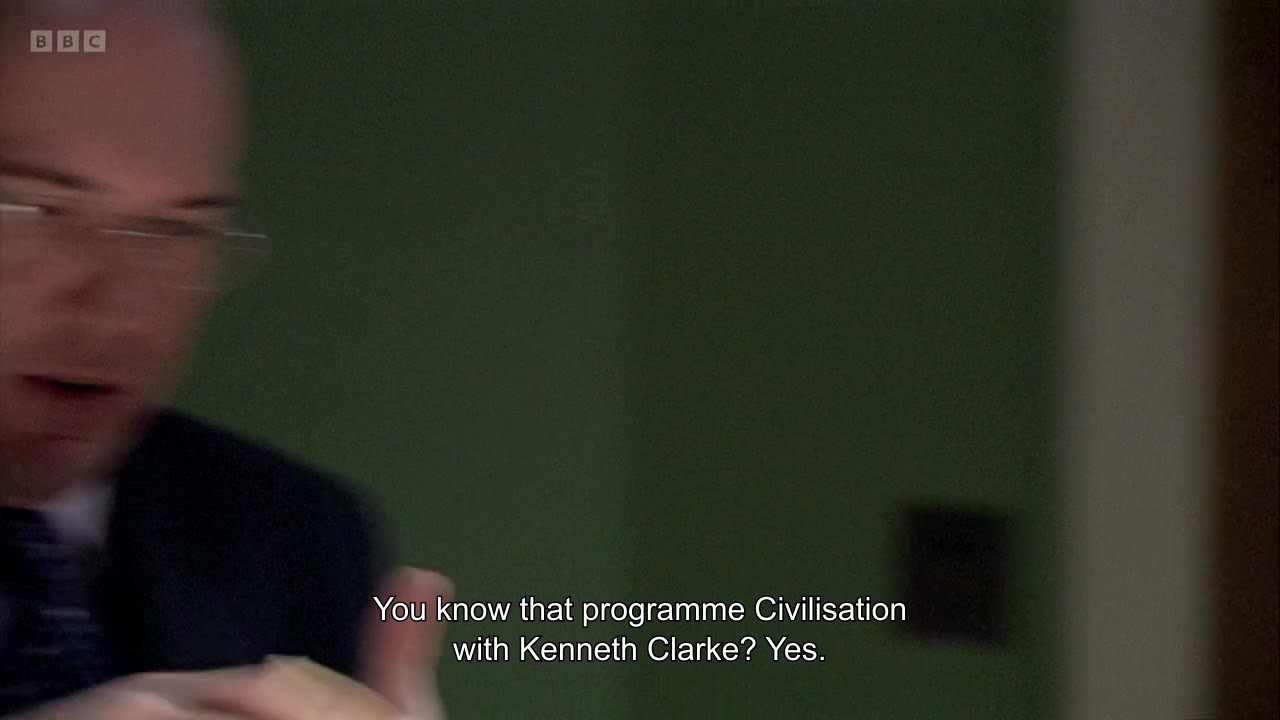 BBC
You know that programme Civilisation
with Kenneth Clarke? Yes.